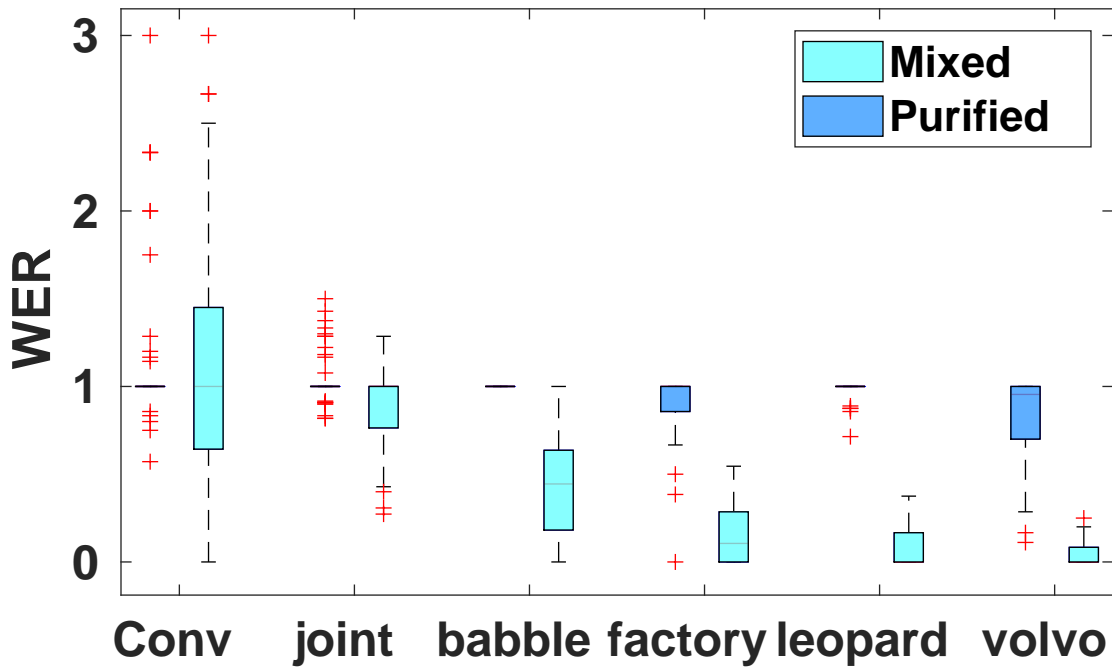 3
2
1
0
WER
Mixed
Purified
Conv joint babble factory leopard volvo